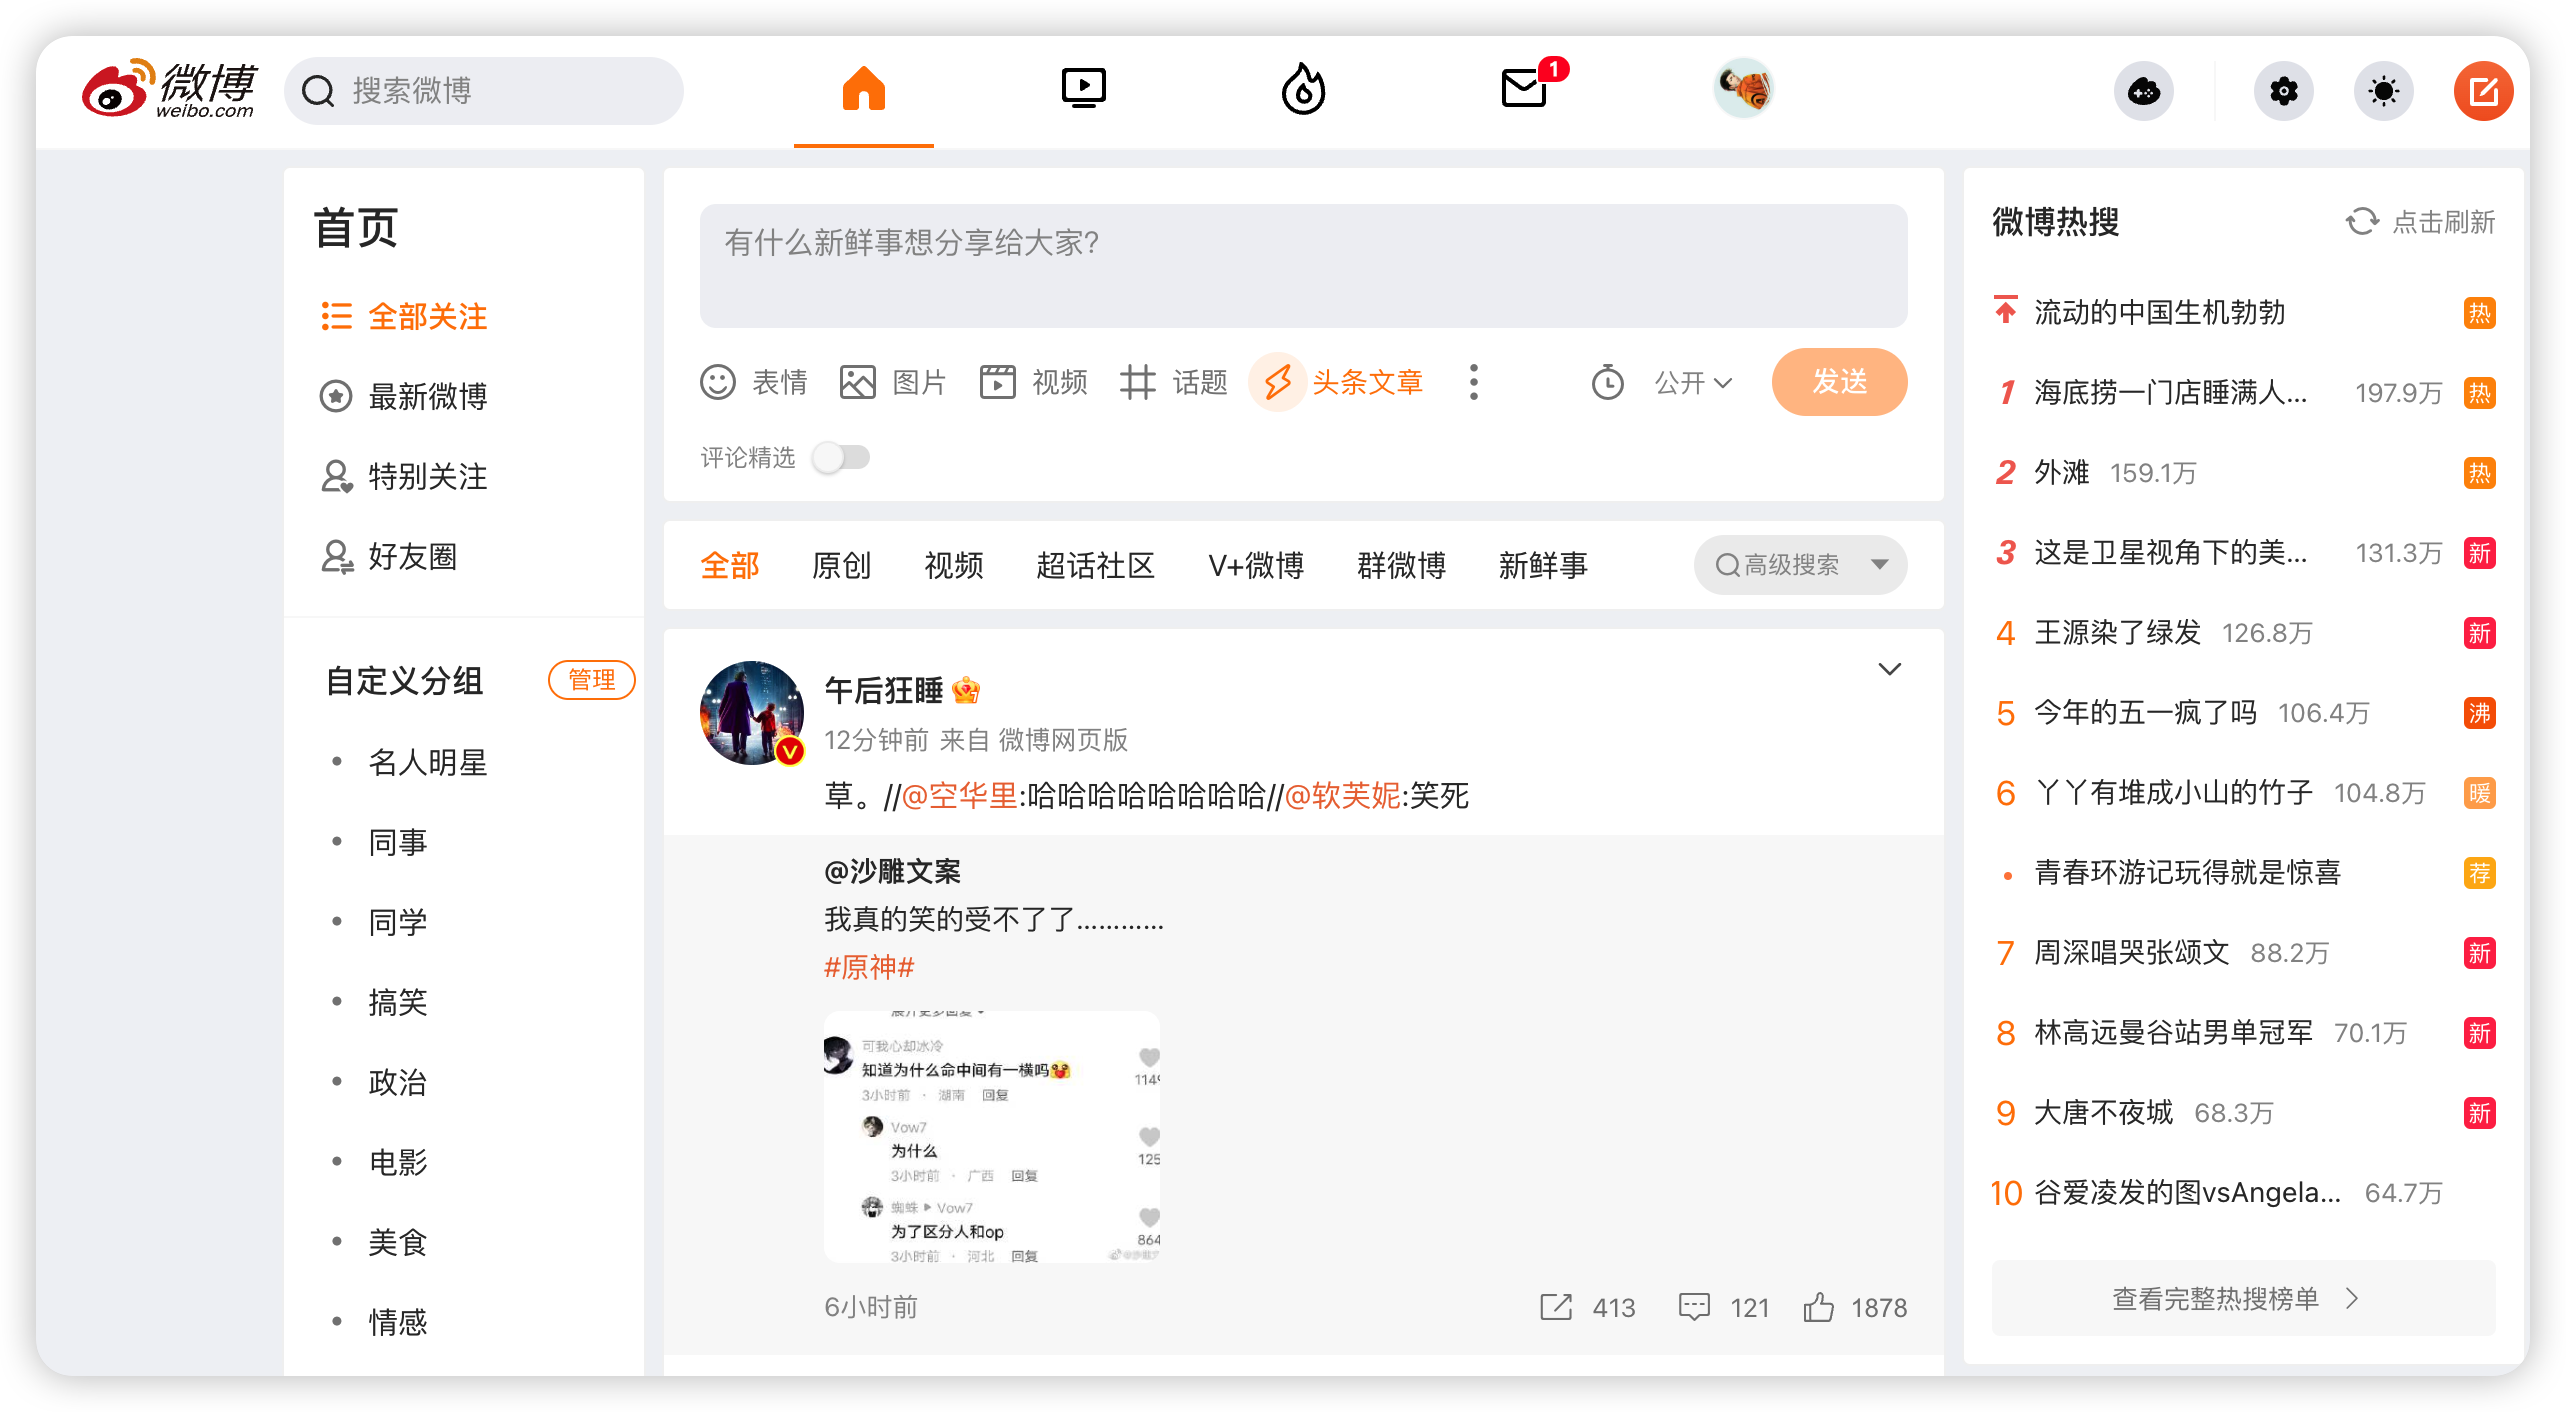 微博
weibo.com
搜索微博
1
首页
全部关注
最新微博
特别关注
好友圈
自定义分组 管理
名人明星
同事
同学
搞笑
政治
电影
美食
情感
有什么新鲜事想分享给大家?
表情 图片 视频 话题 头条文章 公开 发送
评论精选
全部 原创 视频 超话社区 V+微博 群微博 新鲜事 高级搜索
午后狂睡
12分钟前 来自 微博网页版
草。//@空华里:哈哈哈哈哈哈哈哈//@软芙妮:笑死
@沙雕文案
我真的笑的受不了了…………
#原神#
展开更多回复
可我心却冰冷
知道为什么命中间有一横吗
1149
3小时前 · 湖南 回复
Vow7
为什么
125
3小时前 · 广西 回复
蜘蛛 ▶ Vow7
为了区分人和op
864
3小时前 · 河北 回复
6小时前 413 121 1878
微博热搜 点击刷新
流动的中国生机勃勃 热
1 海底捞一门店睡满人... 197.9万 热
2 外滩 159.1万 热
3 这是卫星视角下的美... 131.3万 新
4 王源染了绿发 126.8万 新
5 今年的五一疯了吗 106.4万 沸
6 丫丫有堆成小山的竹子 104.8万 暖
• 青春环游记玩得就是惊喜 荐
7 周深唱哭张颂文 88.2万 新
8 林高远曼谷站男单冠军 70.1万 新
9 大唐不夜城 68.3万 新
10 谷爱凌发的图vsAngela... 64.7万
查看完整热搜榜单 >